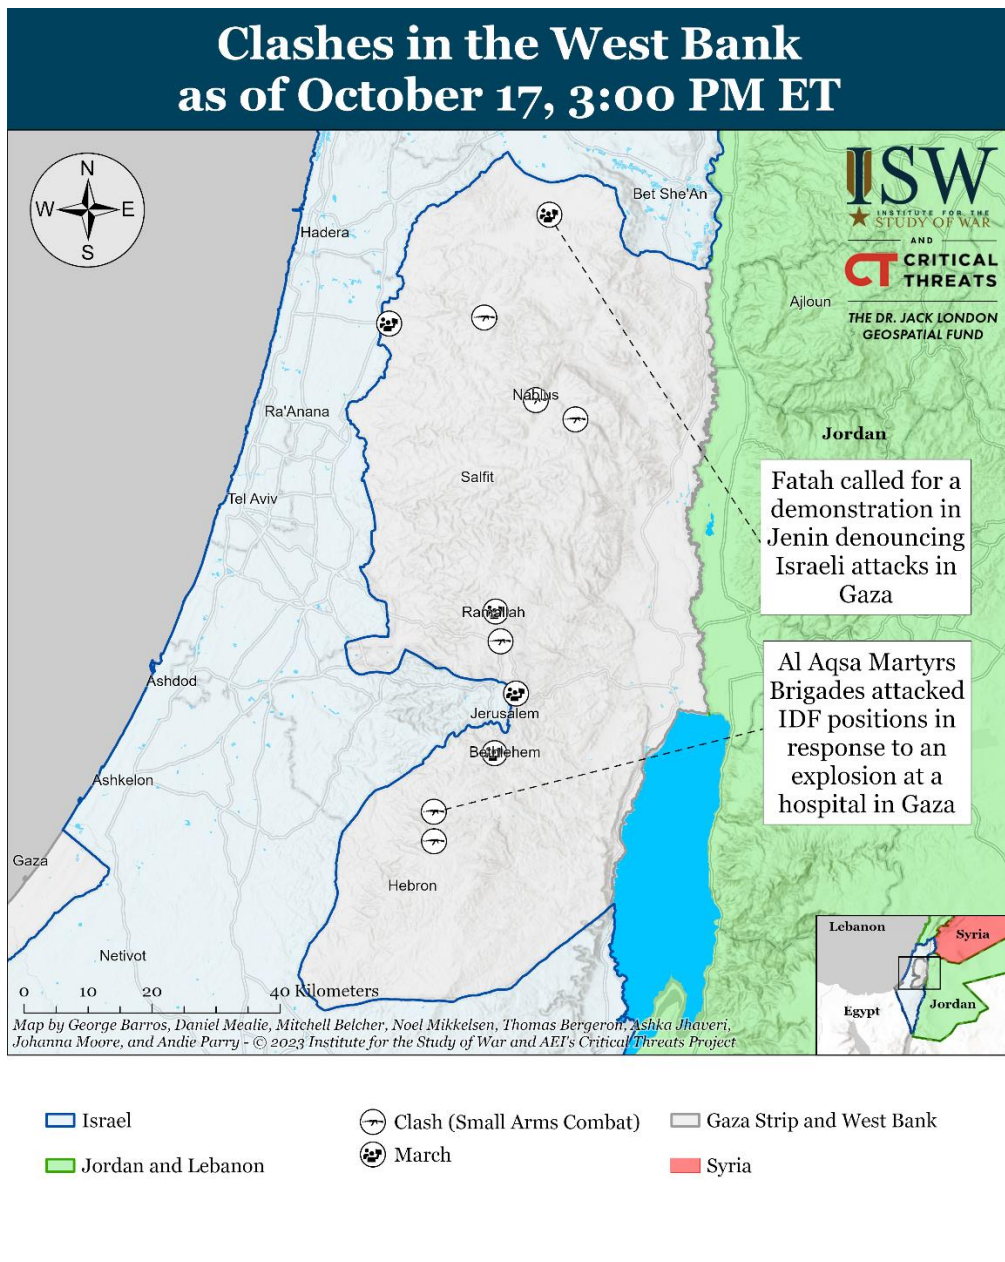 Clashes in the West Bank
as of October 17, 3:00 PM ET
N
W
E
S
ISW
INSTITUTE FOR THE
STUDY OF WAR
AND
CT CRITICAL
THREATS
THE DR. JACK LONDON
GEOSPATIAL FUND
Bet She'An
Hadera
Ajloun
Nablus
Ra'Anana
Jordan
Salfit
Tel Aviv
Fatah called for a
demonstration in
Jenin denouncing
Israeli attacks in
Gaza
Ramallah
Ashdod
Jerusalem
Bethlehem
Al Aqsa Martyrs
Brigades attacked
IDF positions in
response to an
explosion at a
hospital in Gaza
Ashkelon
Gaza
Hebron
Netivot
Lebanon
Syria
Egypt
Jordan
0 10 20 40 Kilometers
Map by George Barros, Daniel Mealie, Mitchell Belcher, Noel Mikkelsen, Thomas Bergeron, Ashka Jhaveri,
Johanna Moore, and Andie Parry - © 2023 Institute for the Study of War and AEI's Critical Threats Project
Israel
Clash (Small Arms Combat)
Gaza Strip and West Bank
Jordan and Lebanon
March
Syria